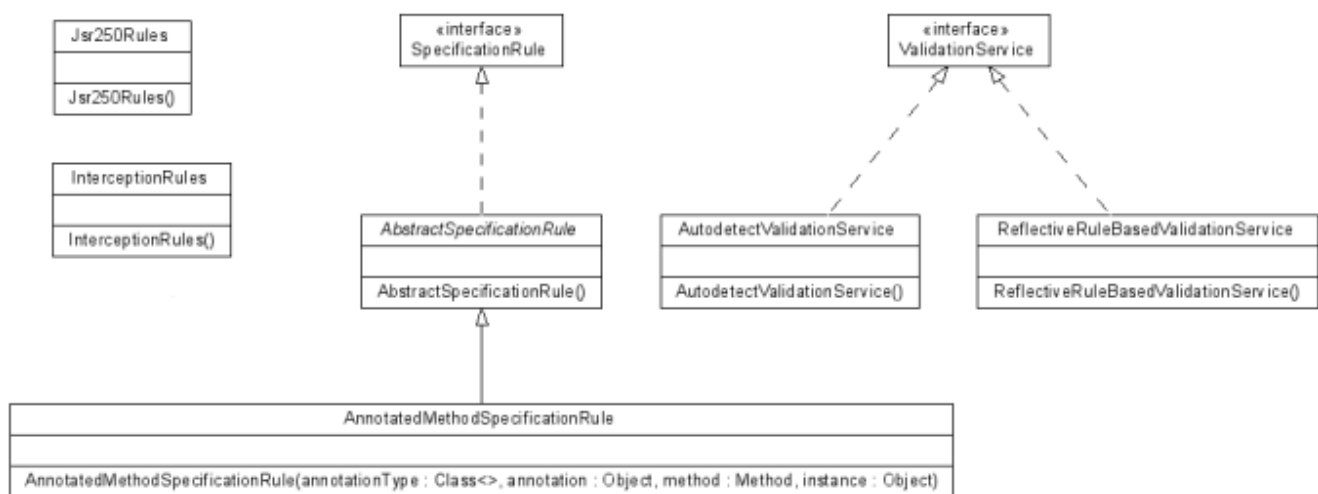 Jsr250Rules
Jsr250Rules()
«interface»
SpecificationRule
«interface»
ValidationService
InterceptionRules
InterceptionRules()
AbstractSpecificationRule
AbstractSpecificationRule()
AutodetectValidationService
AutodetectValidationService()
ReflectiveRuleBasedValidationService
ReflectiveRuleBasedValidationService()
AnnotatedMethodSpecificationRule
AnnotatedMethodSpecificationRule(annotationType : Class<>, annotation : Object, method : Method, instance : Object)